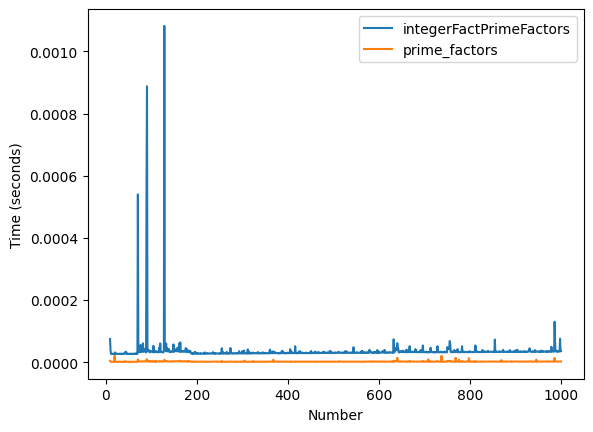 integerFactPrimeFactors
prime_factors
0.0010
0.0008
0.0006
0.0004
0.0002
0.0000
Time (seconds)
0 200 400 600 800 1000
Number